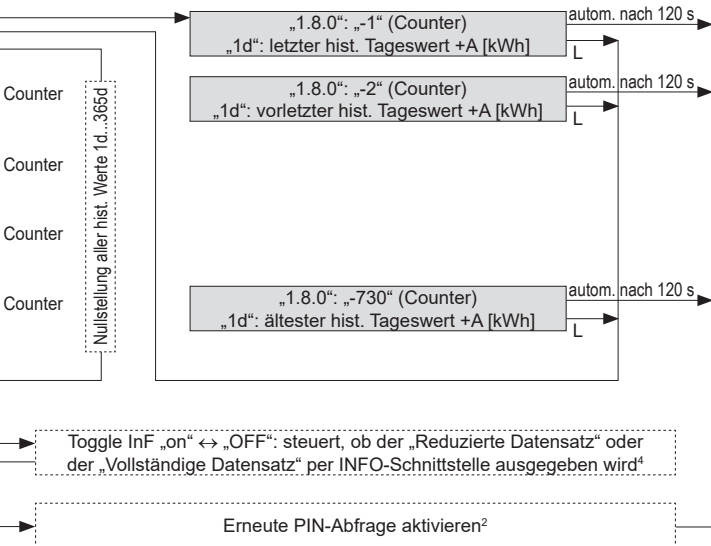 „1.8.0“: „-1“ (Counter)
„1d“: letzter hist. Tageswert +A [kWh]
autom. nach 120 s
L
„1.8.0“: „-2“ (Counter)
„1d“: vorletzter hist. Tageswert +A [kWh]
autom. nach 120 s
L
Counter
Counter
Counter
Counter
Nullstellung aller hist. Werte 1d...365d
„1.8.0“: „-730“ (Counter)
„1d“: ältester hist. Tageswert +A [kWh]
autom. nach 120 s
L
Toggle InF „on“ ↔ „OFF“: steuert, ob der „Reduzierte Datensatz“ oder
der „Vollständige Datensatz“ per INFO-Schnittstelle ausgegeben wird⁴
Erneute PIN-Abfrage aktivieren²